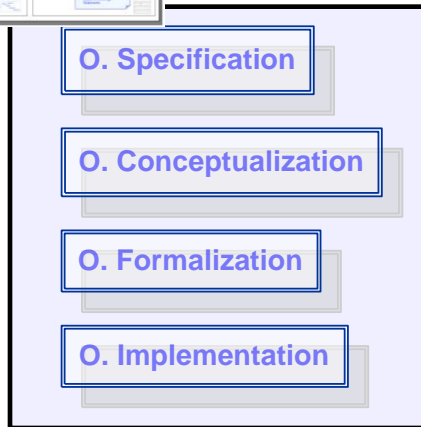 O. Specification
O. Conceptualization
O. Formalization
O. Implementation